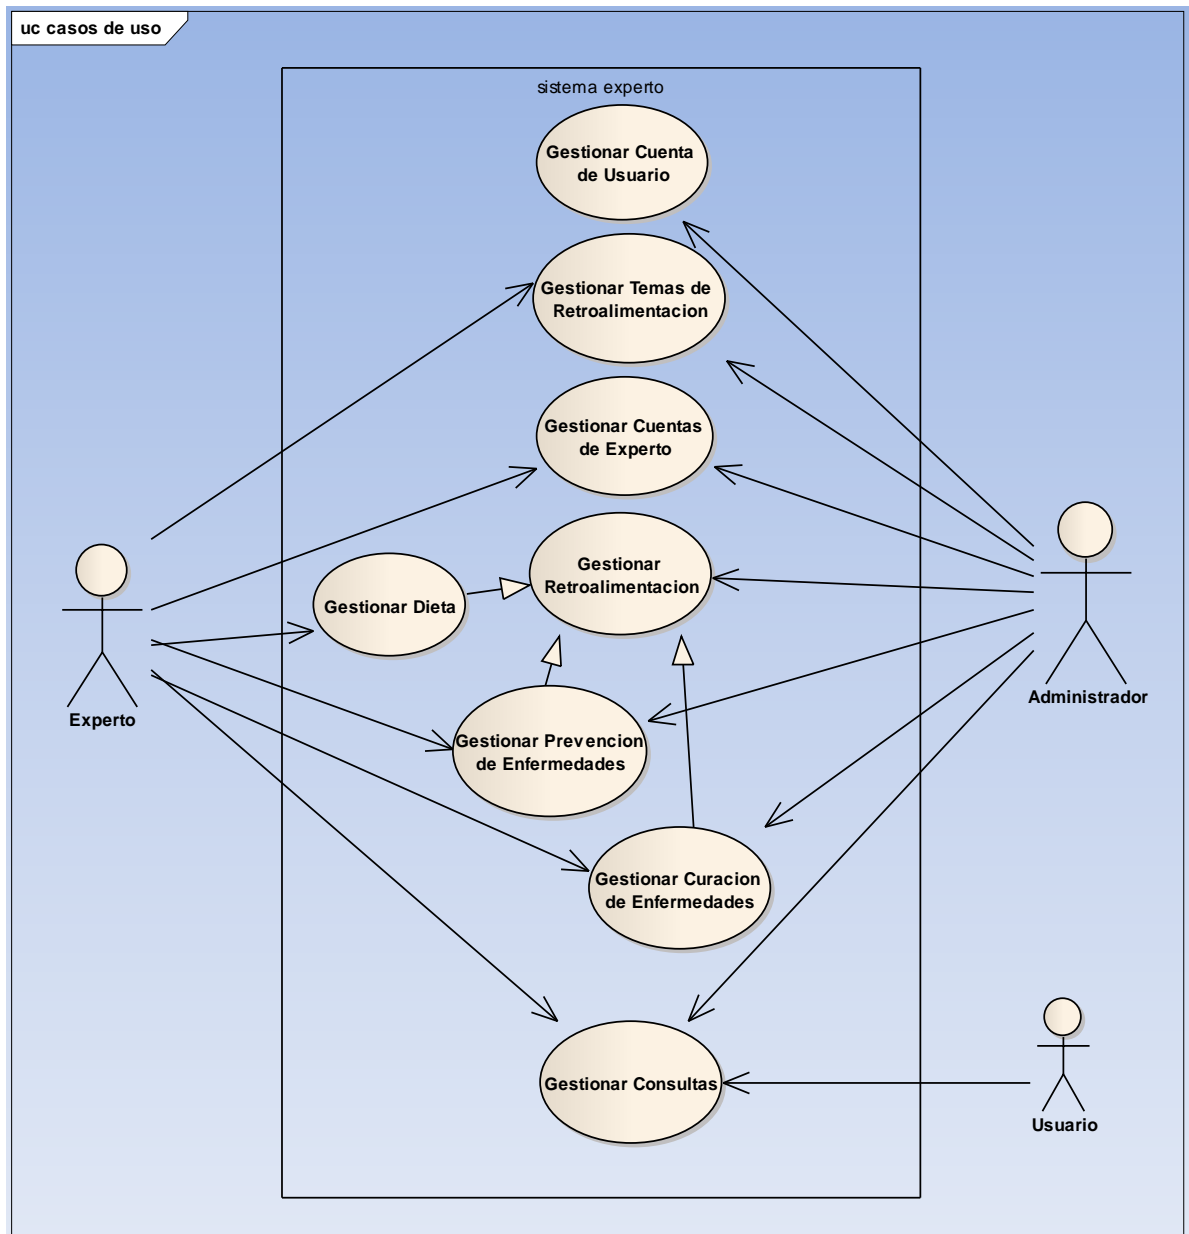 uc casos de uso
sistema experto
Gestionar Cuenta
de Usuario
Gestionar Temas de
Retroalimentacion
Gestionar Cuentas
de Experto
Gestionar
Retroalimentacion
Gestionar Dieta
Experto
Administrador
Gestionar Prevencion
de Enfermedades
Gestionar Curacion
de Enfermedades
Gestionar Consultas
Usuario